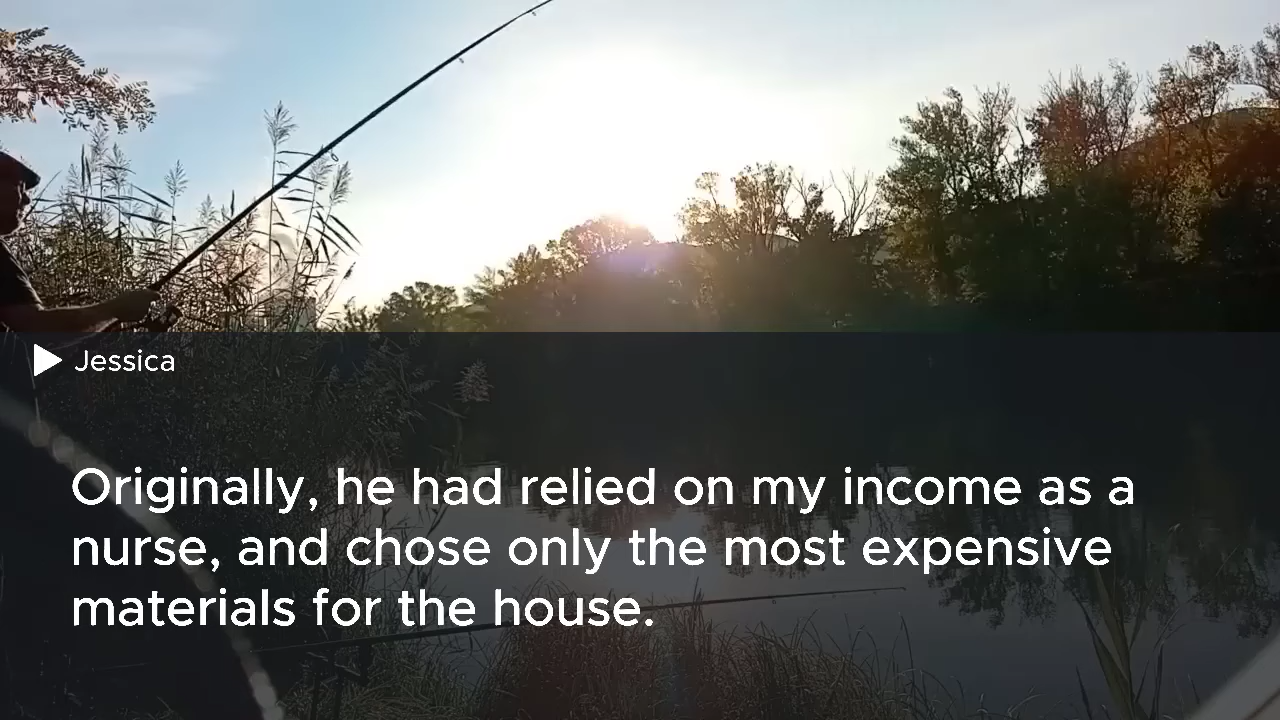 Jessica
Originally, he had relied on my income as a
nurse, and chose only the most expensive
materials for the house.